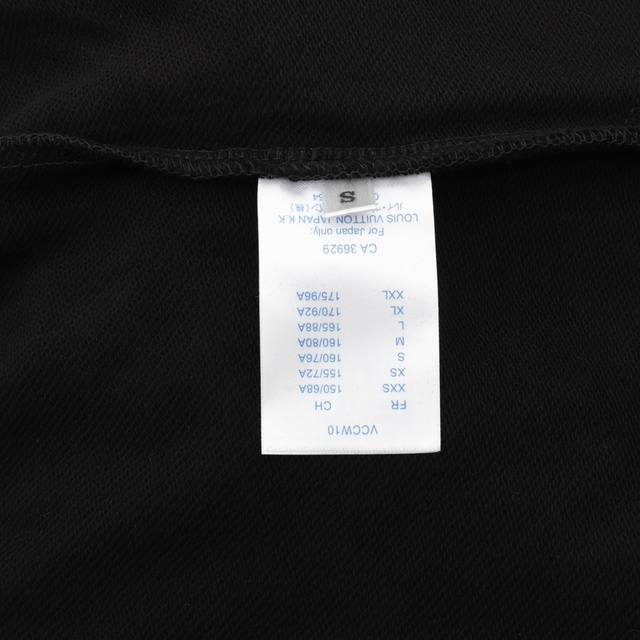 VCCW10
FR CH
XXS 150/68A
XS 155/72A
S 160/76A
M 160/80A
L 165/88A
XL 170/92A
XXL 175/96A
CA 36929
For Japan only:
LOUIS VUITTON JAPAN K K
S